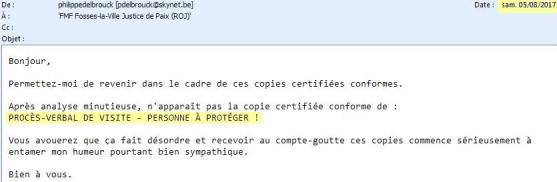 De : philippedelbrouck [pdelbrouck@skynet.be] Date : sam. 05/08/2017
À : 'FMF Fosses-la-Ville Justice de Paix (ROJ)'
Cc :
Objet :
Bonjour,
Permettez-moi de revenir dans le cadre de ces copies certifiées conformes.
Après analyse minutieuse, n'apparaît pas la copie certifiée conforme de :
PROCÈS-VERBAL DE VISITE – PERSONNE À PROTÉGER !
Vous avouerez que ça fait désordre et recevoir au compte-goutte ces copies commence sérieusement à
entamer mon humeur pourtant bien sympathique.
Bien à vous.